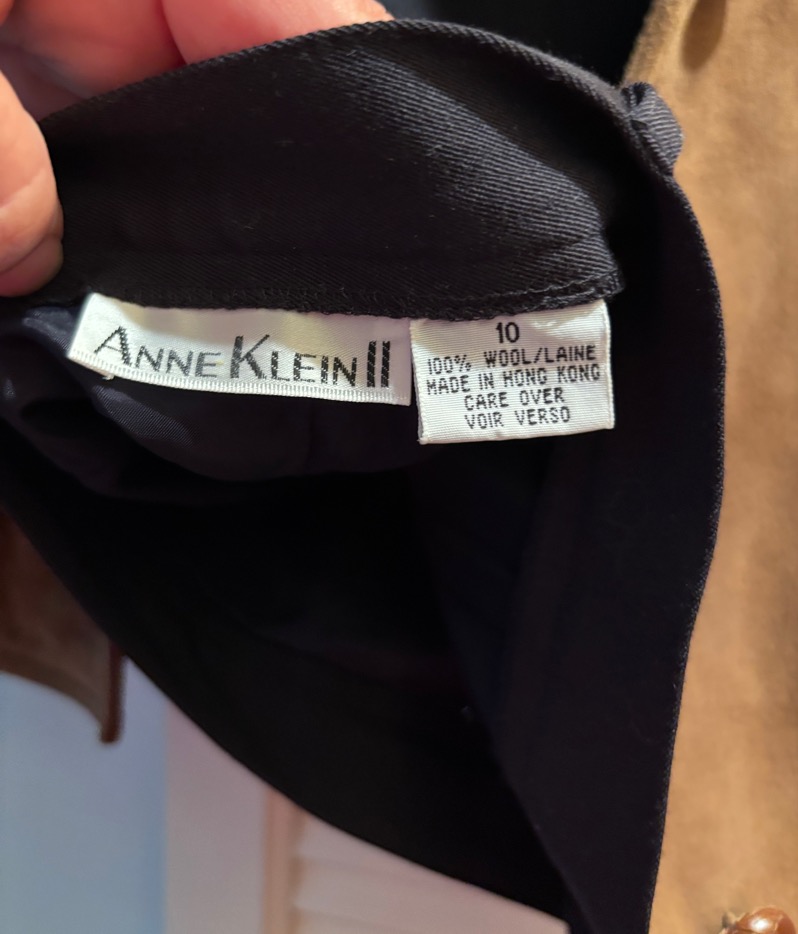 ANNE KLEIN II
10
100% WOOL/LAINE
MADE IN HONG KONG
CARE OVER
VOIR VERSO